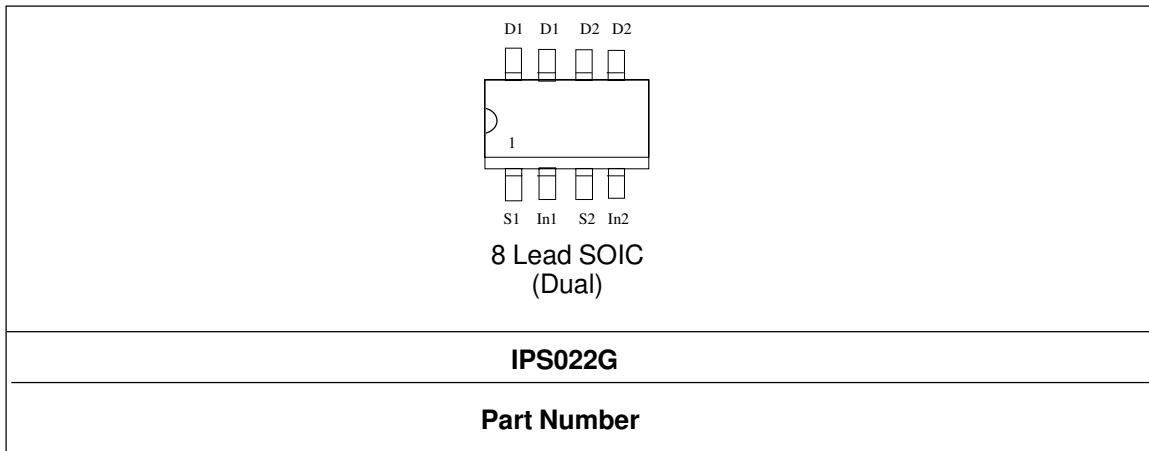 D1 D1 D2 D2
1
S1 In1 S2 In2
8 Lead SOIC
(Dual)
IPS022G
Part Number